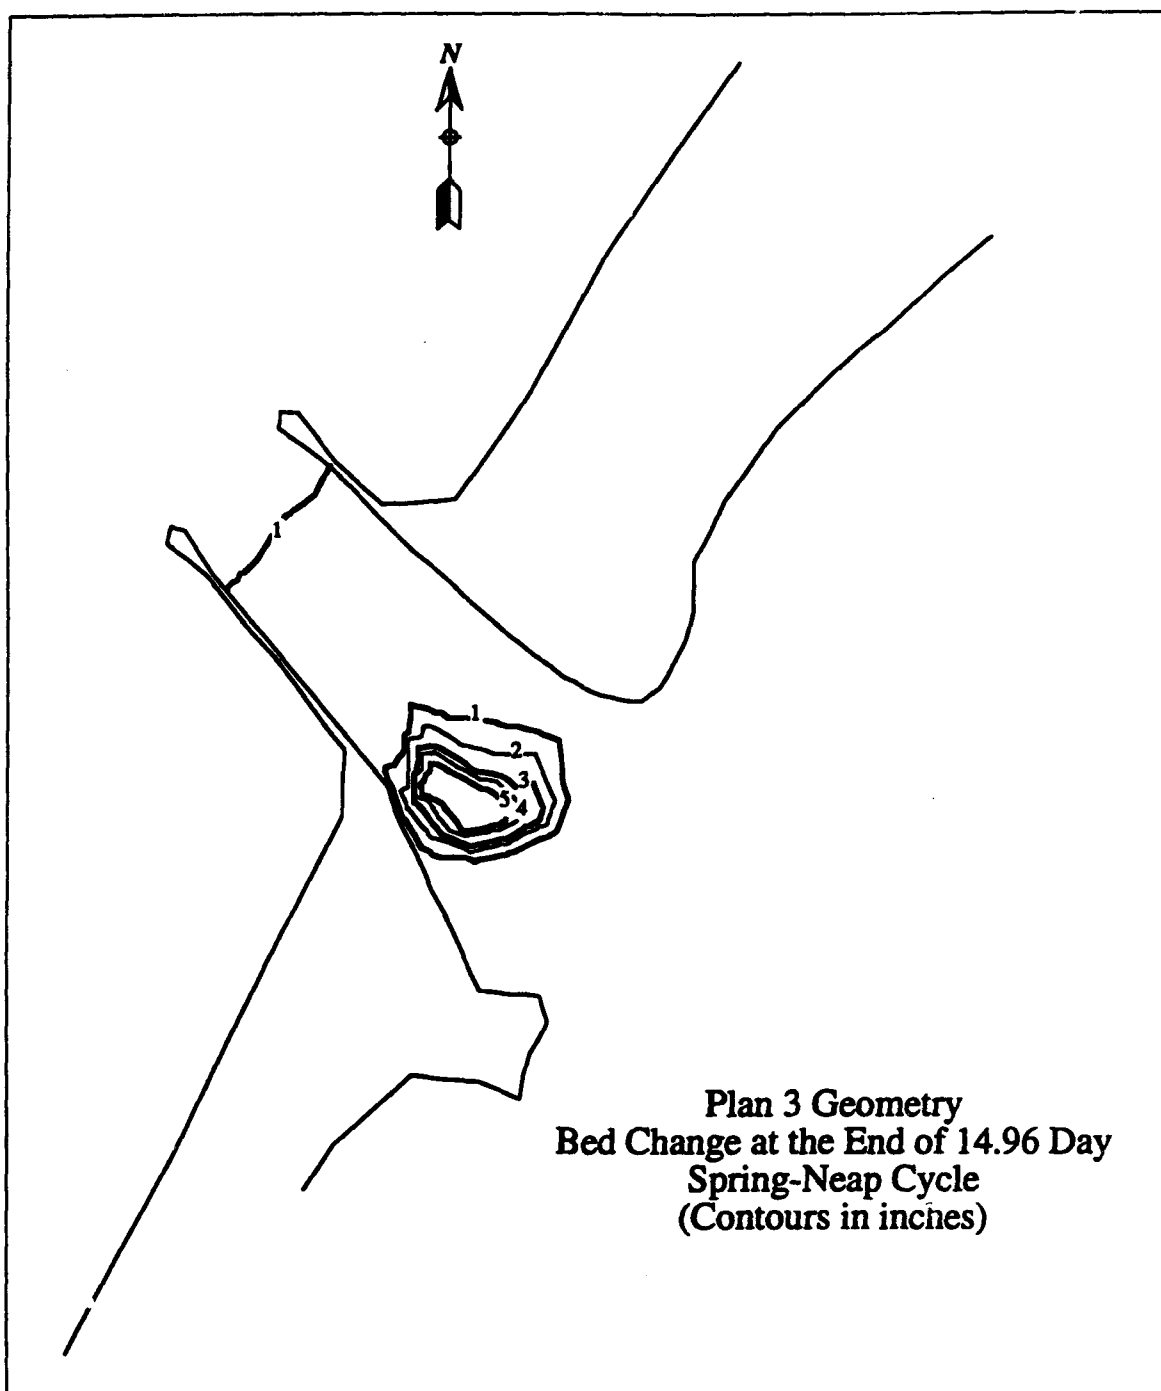 N
1
1
2
3
5
4
Plan 3 Geometry
Bed Change at the End of 14.96 Day
Spring-Neap Cycle
(Contours in inches)